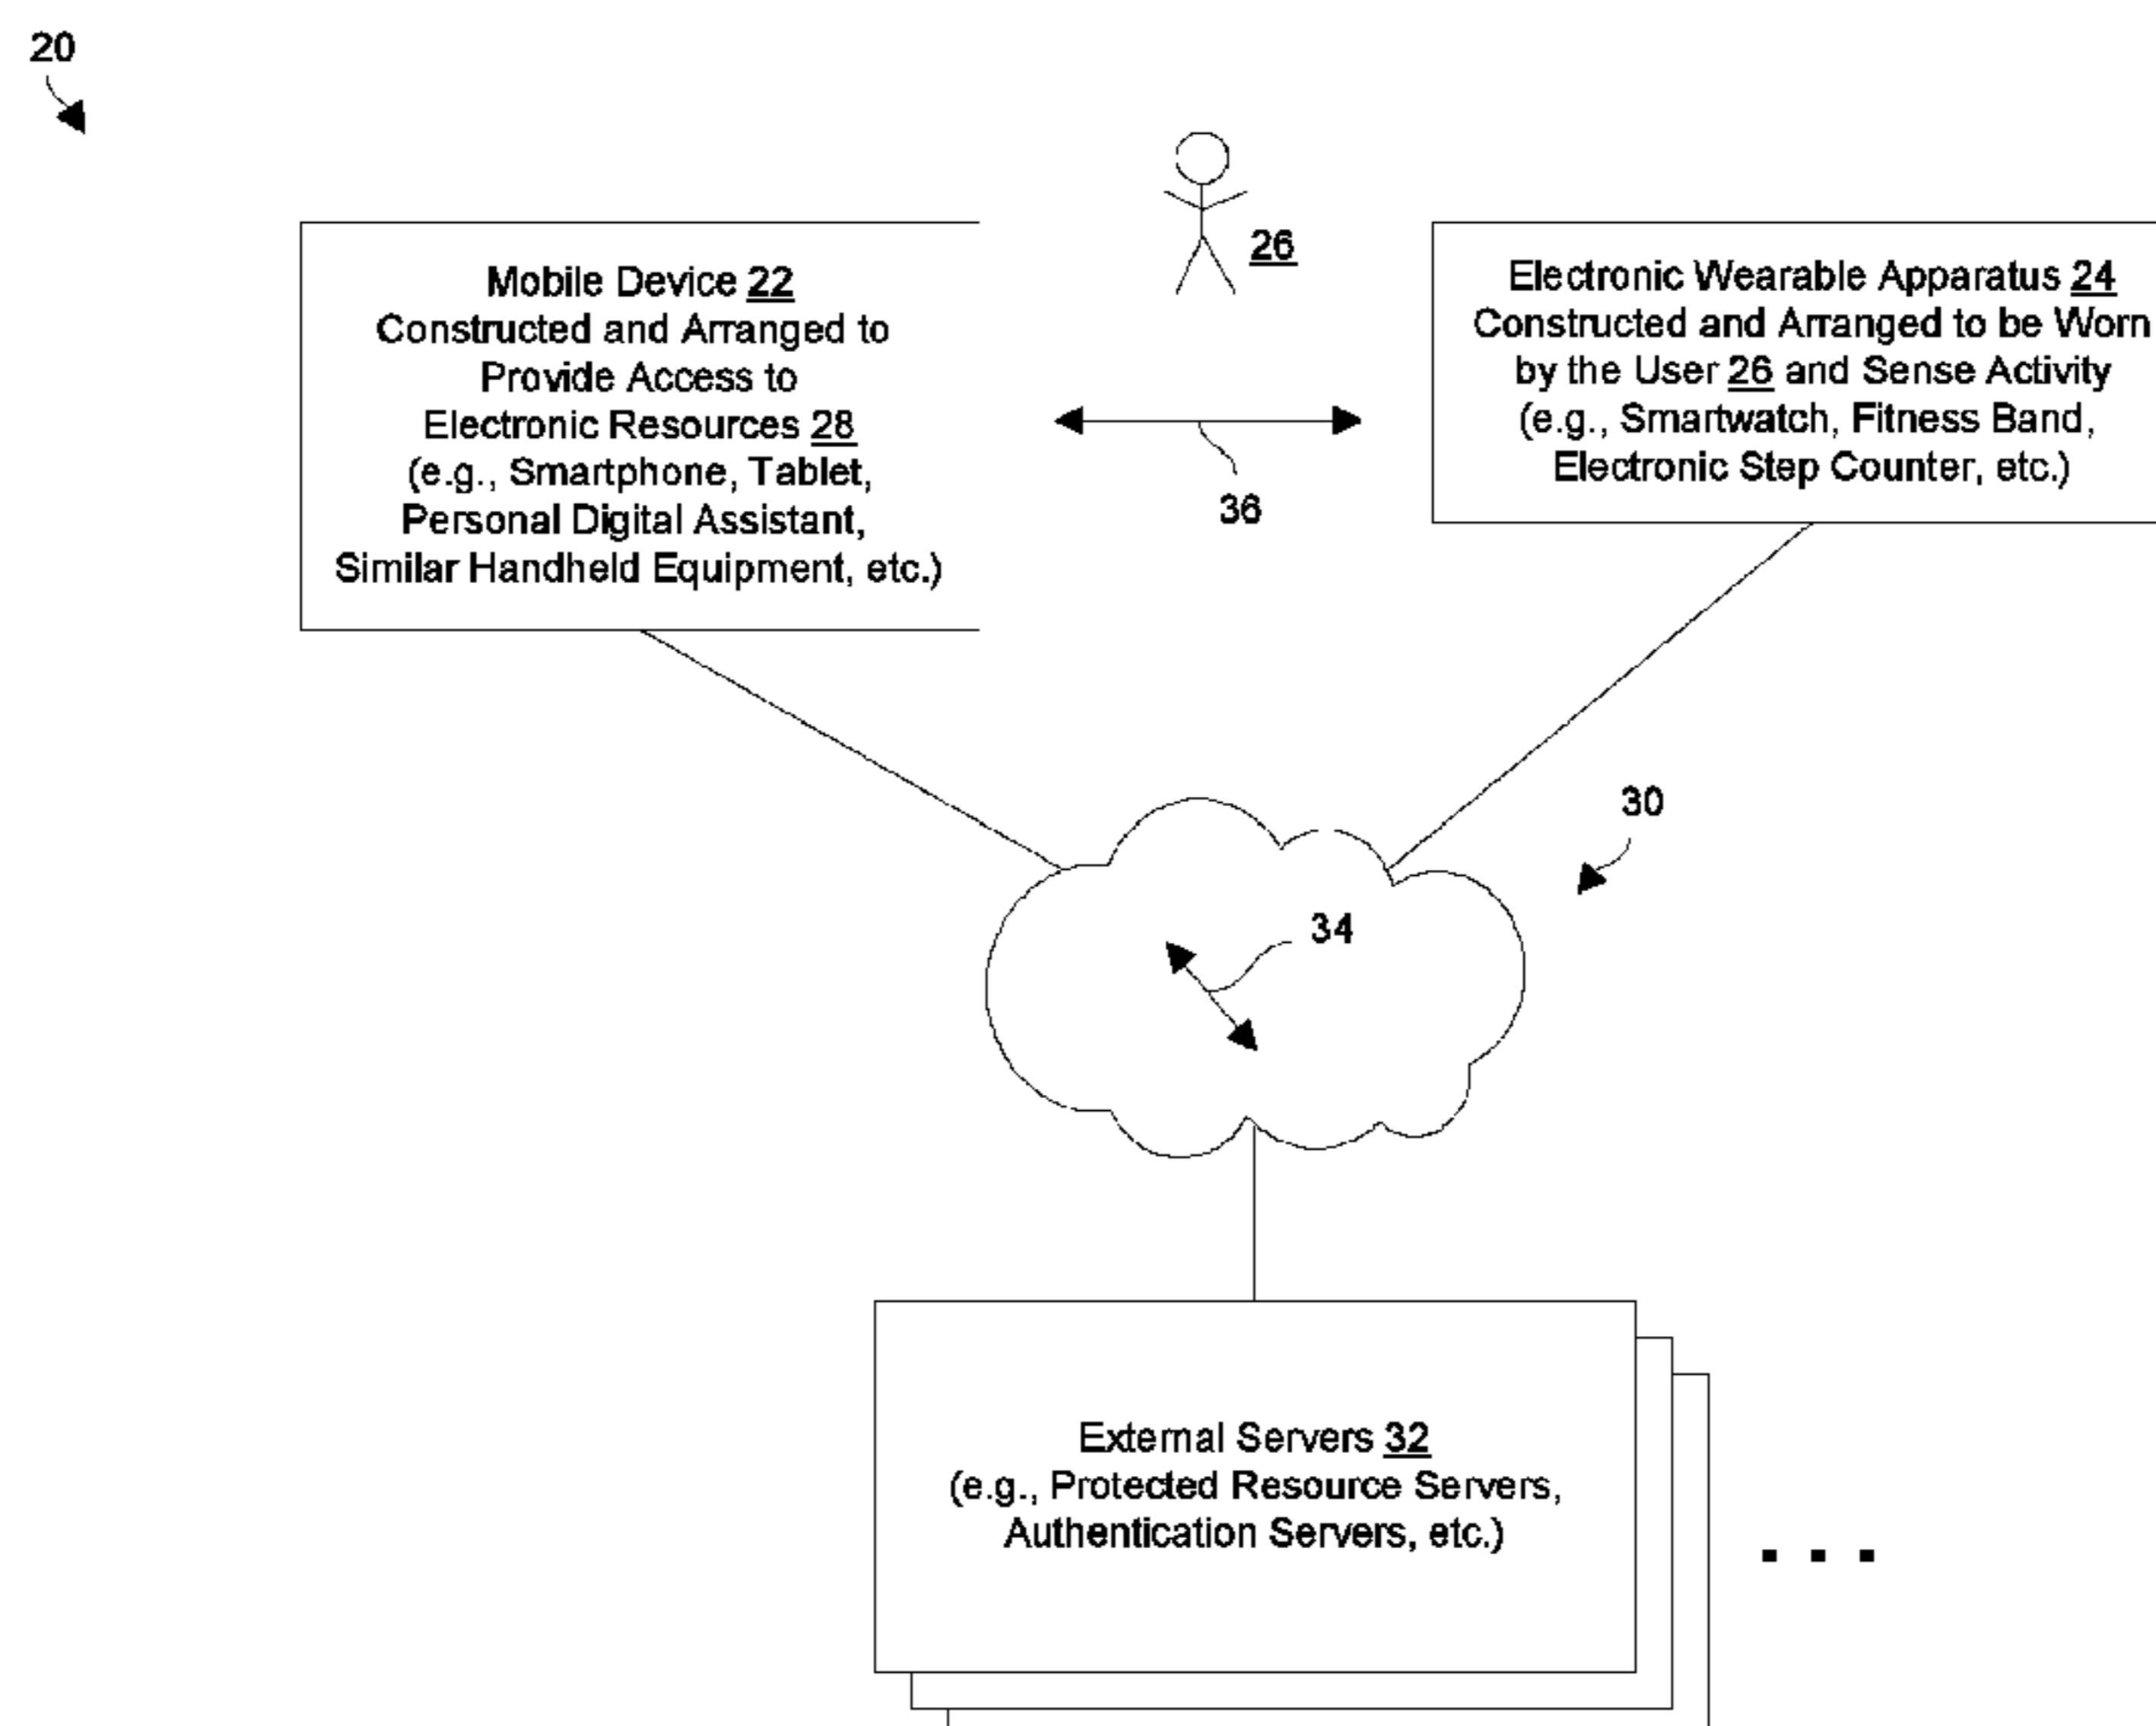 20
26
Mobile Device 22
Constructed and Arranged to
Provide Access to
Electronic Resources 28
(e.g., Smartphone, Tablet,
Personal Digital Assistant,
Similar Handheld Equipment, etc.)
36
Electronic Wearable Apparatus 24
Constructed and Arranged to be Worn
by the User 26 and Sense Activity
(e.g., Smartwatch, Fitness Band,
Electronic Step Counter, etc.)
30
34
External Servers 32
(e.g., Protected Resource Servers,
Authentication Servers, etc.)
. . .